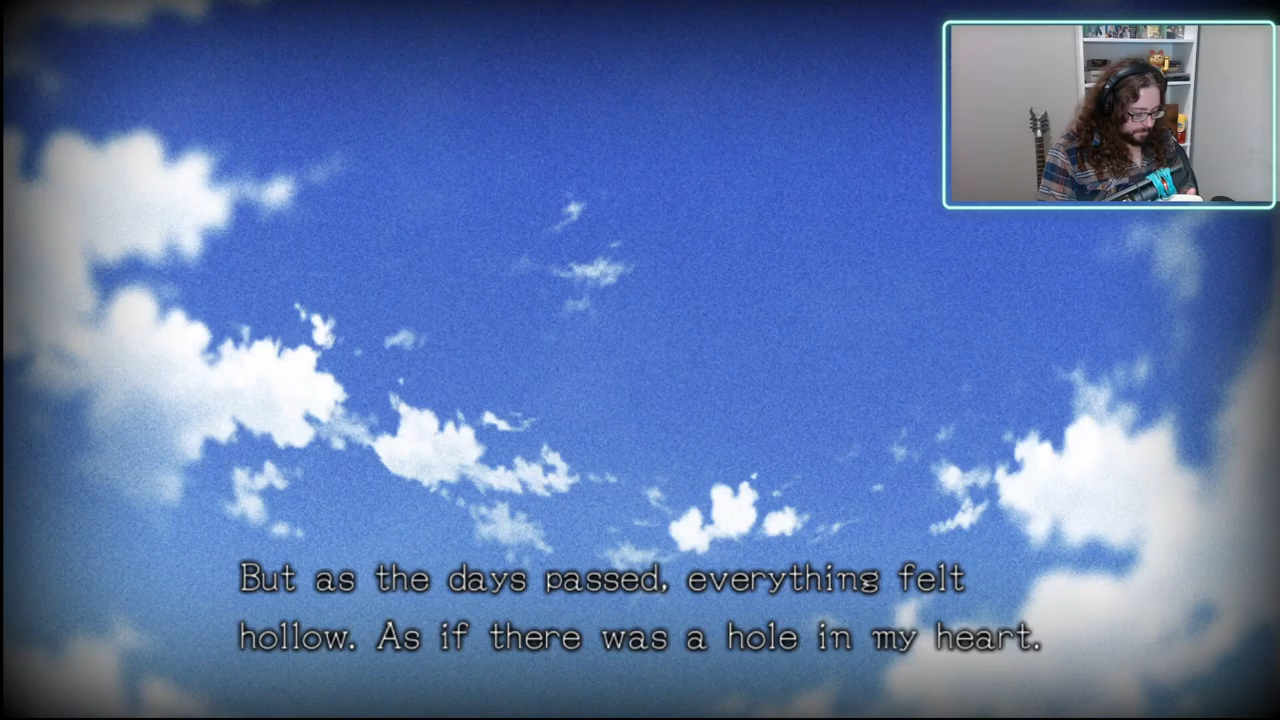 But as the days passed, everything felt
hollow. As if there was a hole in my heart.